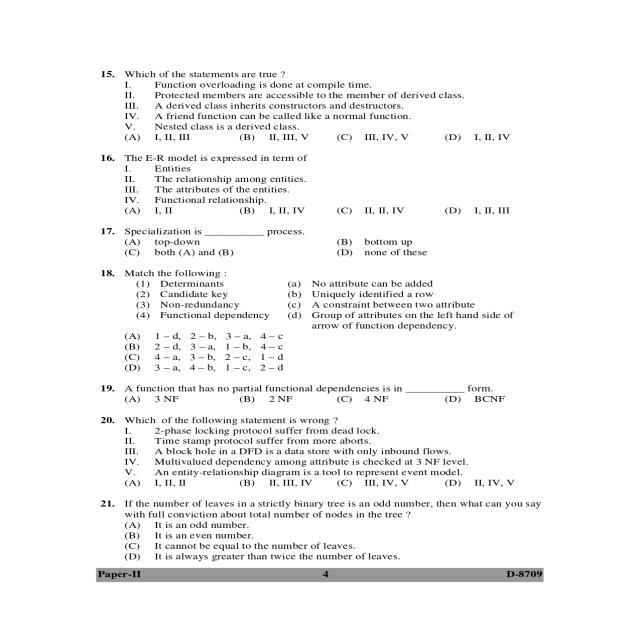 15. Which of the statements are true ?
I. Function overloading is done at compile time.
II. Protected members are accessible to the member of derived class.
III. A derived class inherits constructors and destructors.
IV. A friend function can be called like a normal function.
V. Nested class is a derived class.
(A) I, II, III (B) II, III, V (C) III, IV, V (D) I, II, IV
16. The E-R model is expressed in term of
I. Entities
II. The relationship among entities.
III. The attributes of the entities.
IV. Functional relationship.
(A) I, II (B) I, II, IV (C) II, II, IV (D) I, II, III
17. Specialization is __________ process.
(A) top-down (B) bottom up
(C) both (A) and (B) (D) none of these
18. Match the following :
(1) Determinants (a) No attribute can be added
(2) Candidate key (b) Uniquely identified a row
(3) Non-redundancy (c) A constraint between two attribute
(4) Functional dependency (d) Group of attributes on the left hand side of
arrow of function dependency.
(A) 1 – d, 2 – b, 3 – a, 4 – c
(B) 2 – d, 3 – a, 1 – b, 4 – c
(C) 4 – a, 3 – b, 2 – c, 1 – d
(D) 3 – a, 4 – b, 1 – c, 2 – d
19. A function that has no partial functional dependencies is in __________ form.
(A) 3 NF (B) 2 NF (C) 4 NF (D) BCNF
20. Which of the following statement is wrong ?
I. 2-phase locking protocol suffer from dead lock.
II. Time stamp protocol suffer from more aborts.
III. A block hole in a DFD is a data store with only inbound flows.
IV. Multivalued dependency among attribute is checked at 3 NF level.
V. An entity-relationship diagram is a tool to represent event model.
(A) I, II, II (B) II, III, IV (C) III, IV, V (D) II, IV, V
21. If the number of leaves in a strictly binary tree is an odd number, then what can you say
with full conviction about total number of nodes in the tree ?
(A) It is an odd number.
(B) It is an even number.
(C) It cannot be equal to the number of leaves.
(D) It is always greater than twice the number of leaves.
Paper-II 4 D-8709